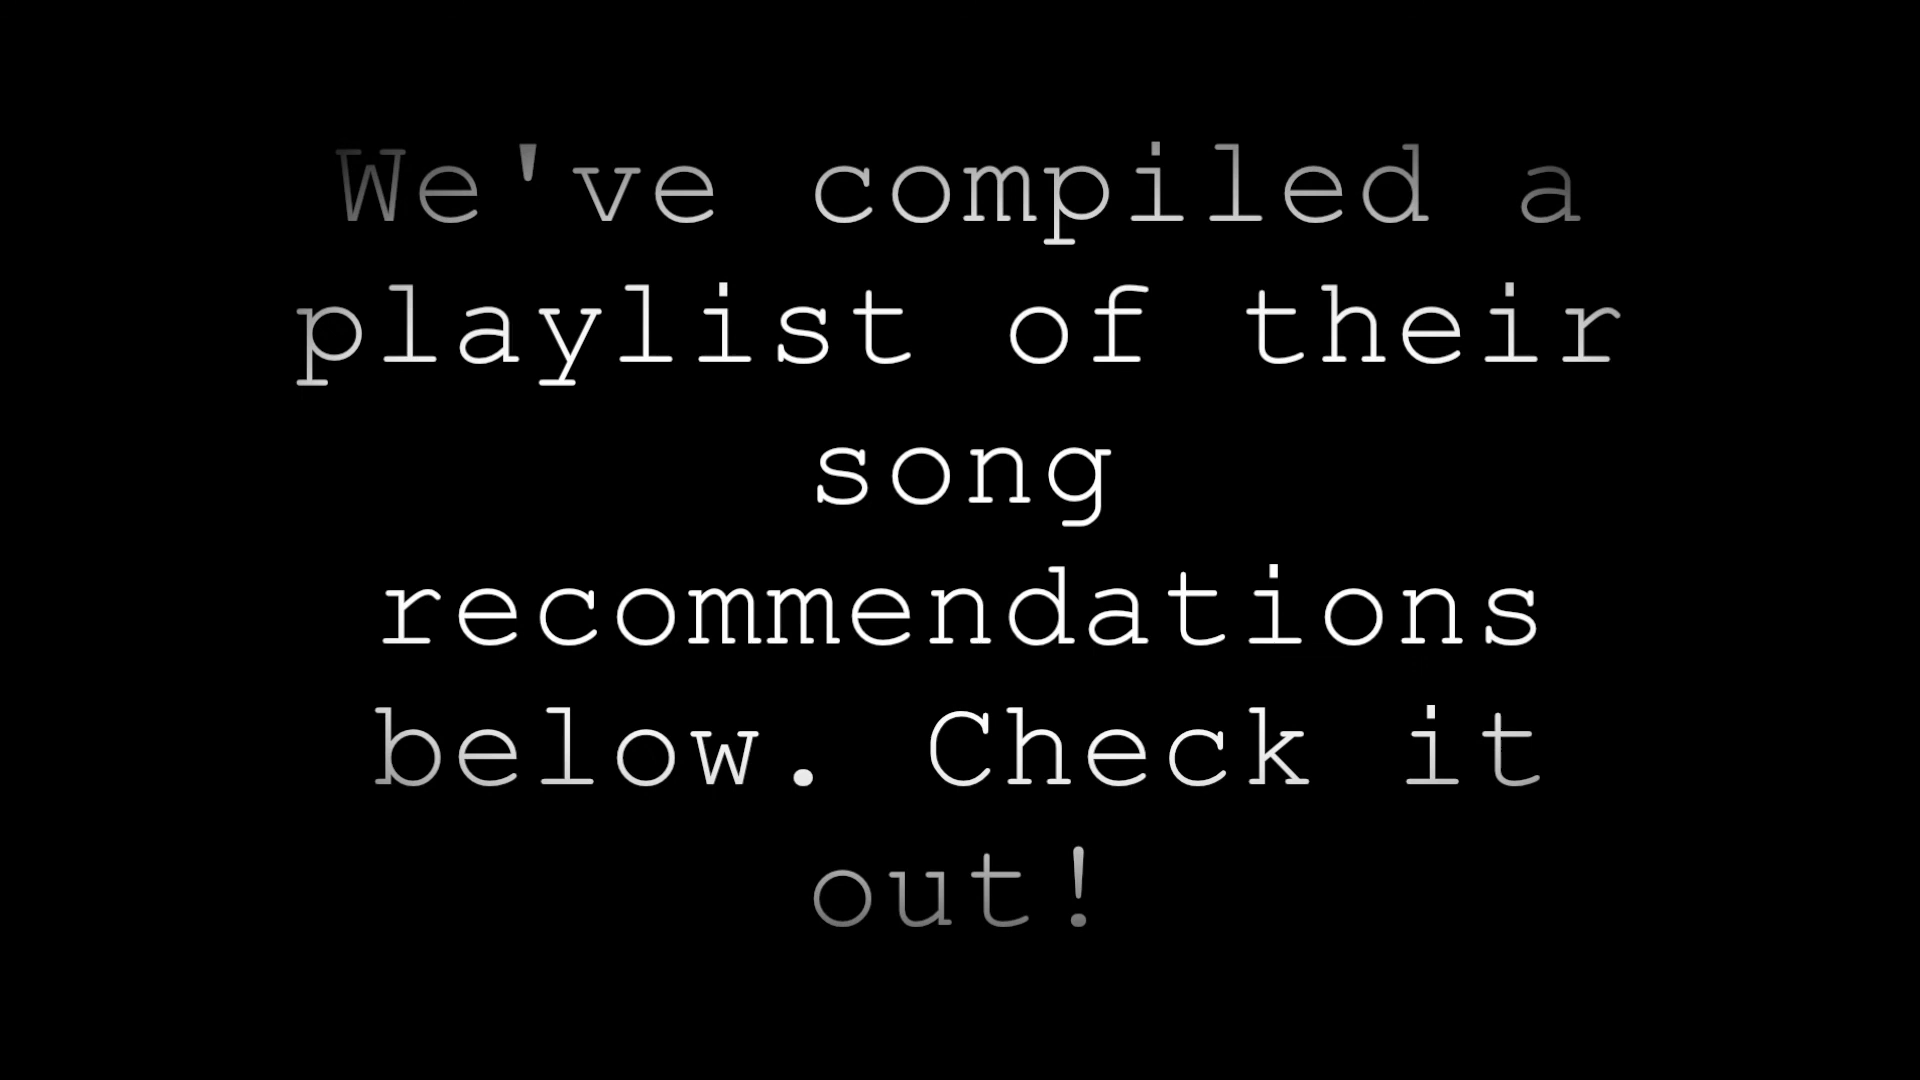 We've compiled a
playlist of their
song
recommendations
below. Check it
out!